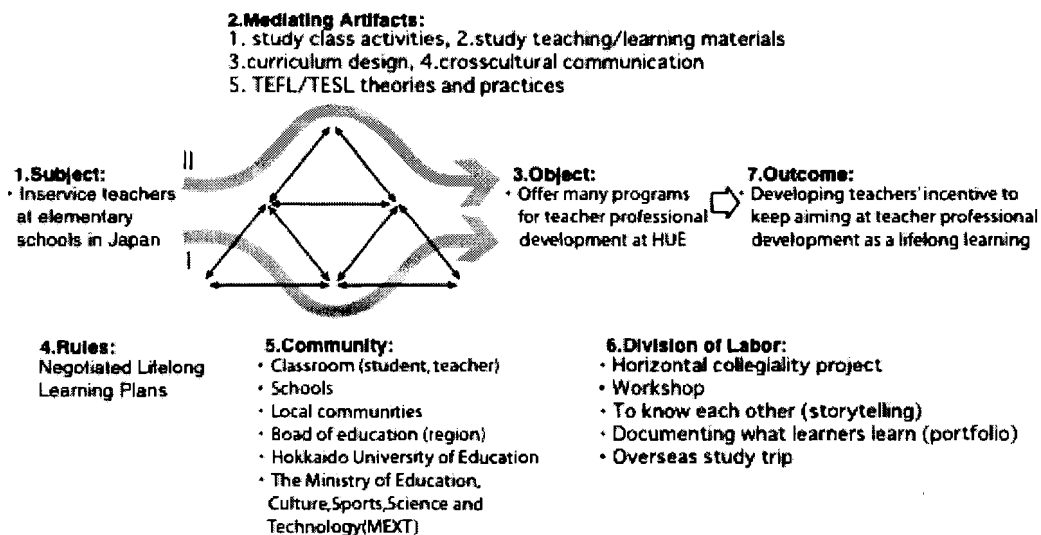 2.Mediating Artifacts:
1. study class activities, 2.study teaching/learning materials
3.curriculum design, 4.crosscultural communication
5. TEFL/TESL theories and practices
II
1.Subject:
・Inservice teachers
at elementary
schools in Japan
I
3.Object:
・Offer many programs
for teacher professional
development at HUE
7.Outcome:
・Developing teachers' incentive to
keep aiming at teacher professional
development as a lifelong learning
4.Rules:
Negotiated Lifelong
Learning Plans
5.Community:
・Classroom (student, teacher)
・Schools
・Local communities
・Boad of education (region)
・Hokkaido University of Education
・The Ministry of Education,
Culture,Sports,Science and
Technology(MEXT)
6.Division of Labor:
・Horizontal collegiality project
・Workshop
・To know each other (storytelling)
・Documenting what learners learn (portfolio)
・Overseas study trip